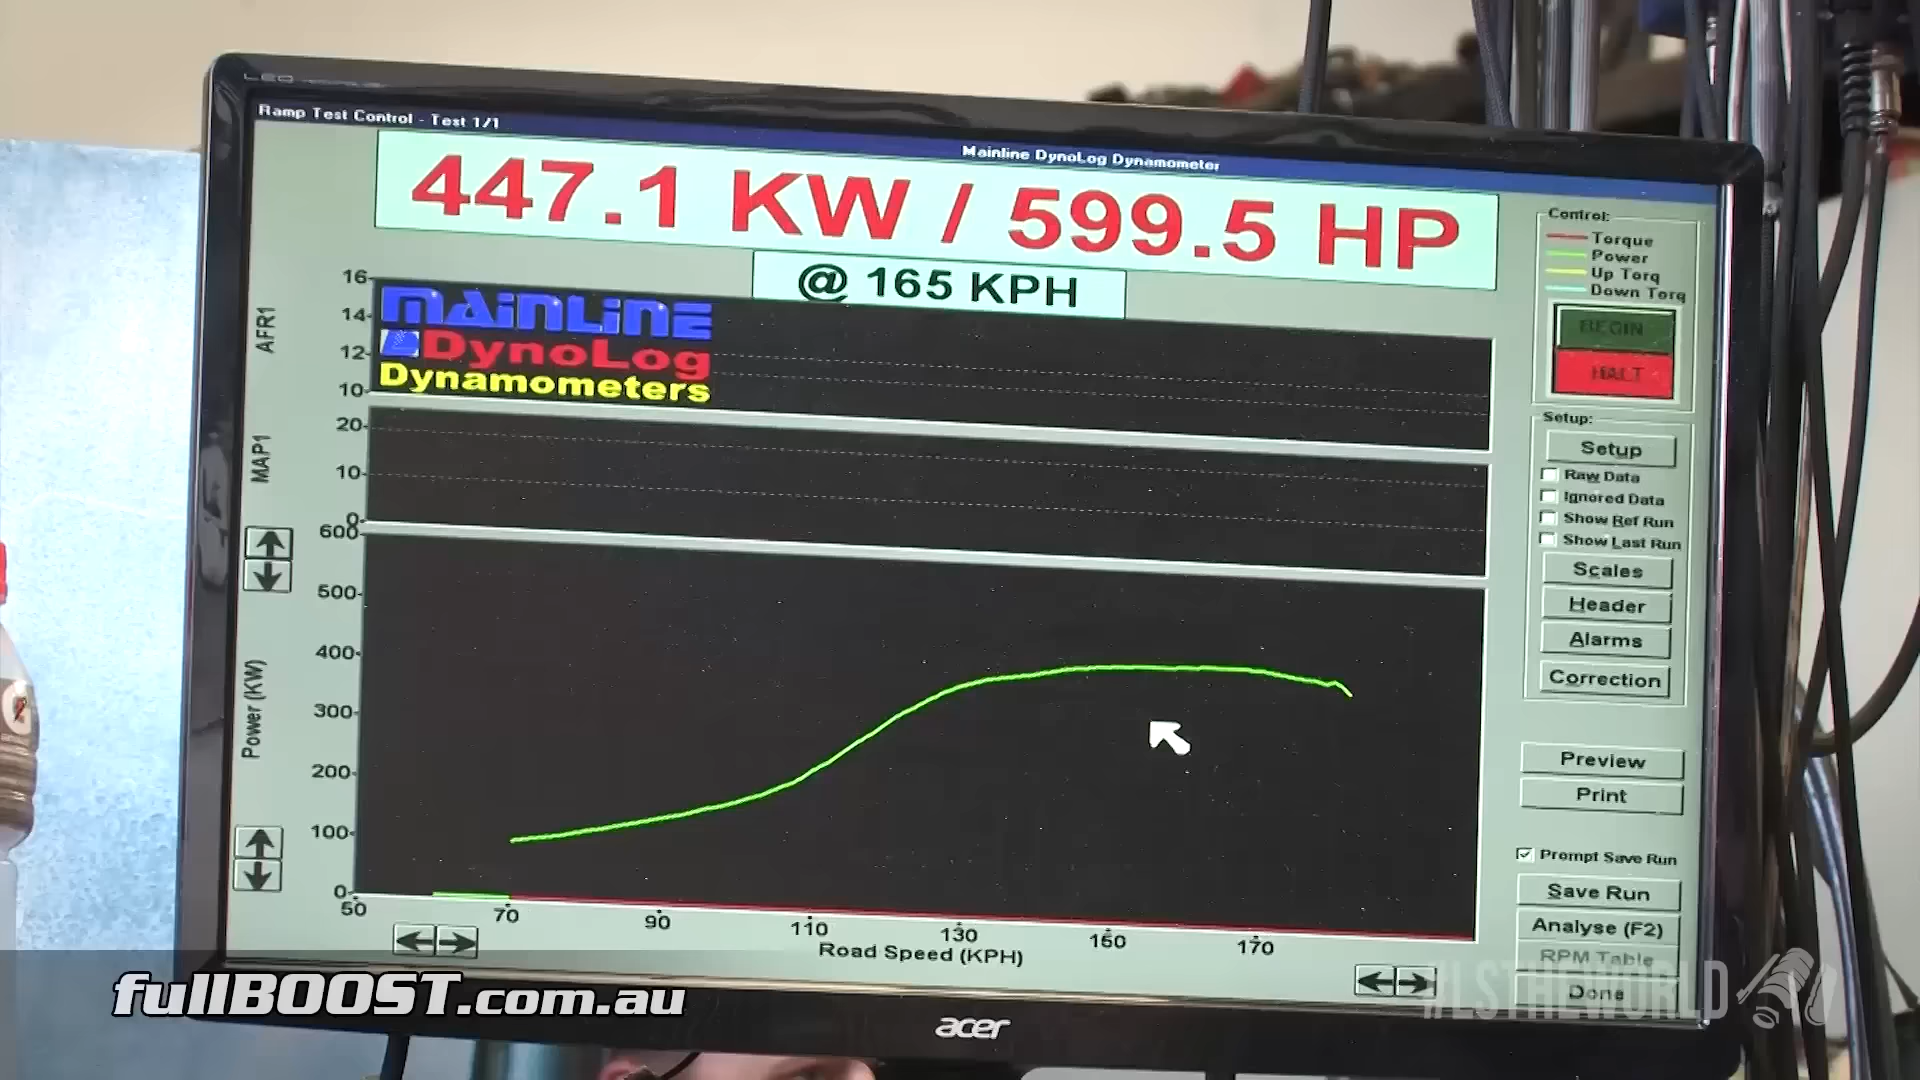 LED
Ramp Test Control - Test 1/1
Mainline DynoLog Dynamometer
447.1 KW / 599.5 HP
@ 165 KPH
MAINLINE
DynoLog
Dynamometers
AFR1
16
14
12
10
MAP1
20
10
0
Power (KW)
600
500
400
300
200
100
0
50
70
90
110
130
150
170
Road Speed (KPH)
Control:
Torque
Power
Up Torq
Down Torq
BEGIN
HALT
Setup:
Setup
Raw Data
Ignored Data
Show Ref Run
Show Last Run
Scales
Header
Alarms
Correction
Preview
Print
Prompt Save Run
Save Run
Analyse (F2)
RPM Table
Done
fullBOOST.com.au
#LSTHEWORLD
acer